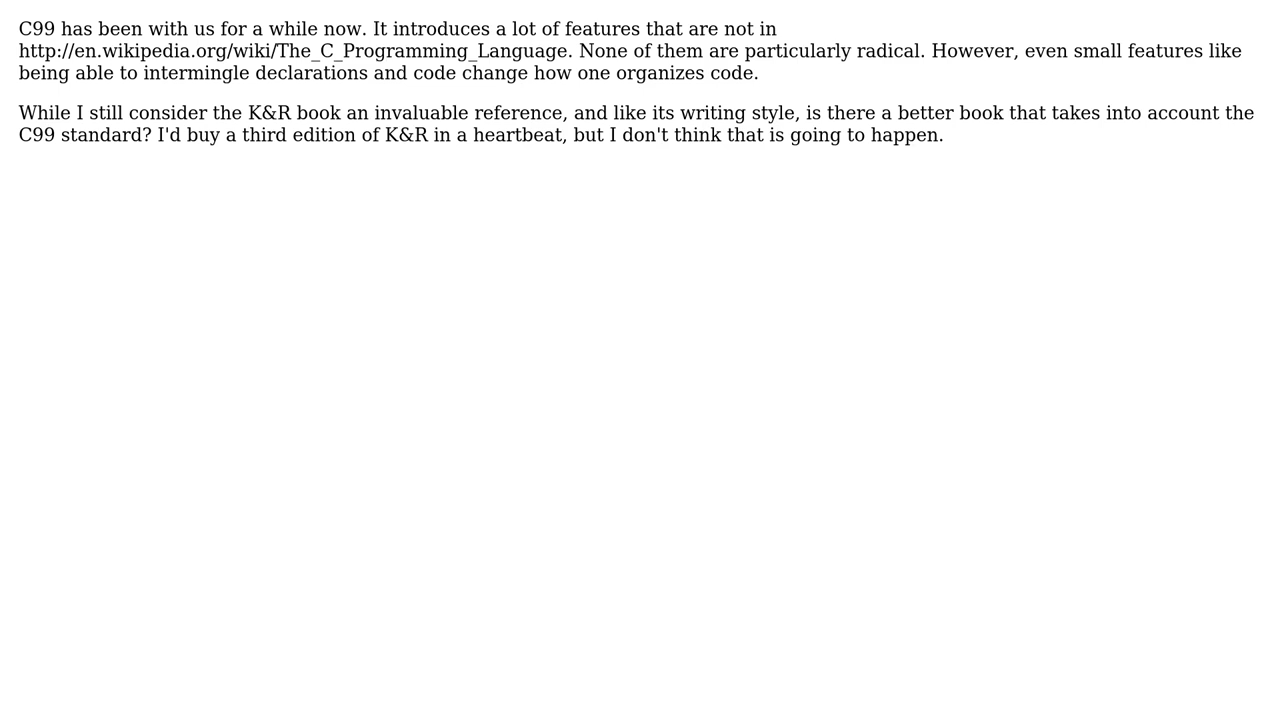 C99 has been with us for a while now. It introduces a lot of features that are not in
http://en.wikipedia.org/wiki/The_C_Programming_Language. None of them are particularly radical. However, even small features like
being able to intermingle declarations and code change how one organizes code.
While I still consider the K&R book an invaluable reference, and like its writing style, is there a better book that takes into account the
C99 standard? I'd buy a third edition of K&R in a heartbeat, but I don't think that is going to happen.